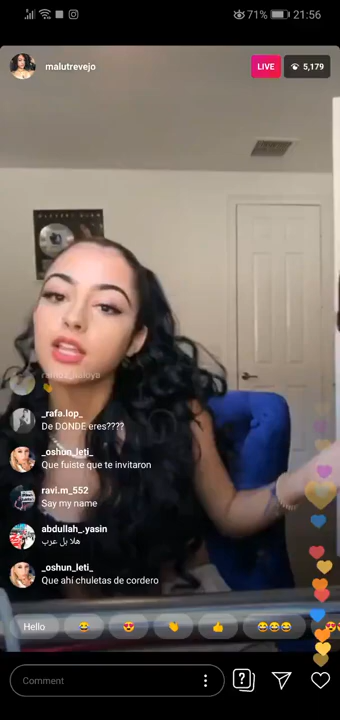 71% 21:56
malutrevejo
LIVE 5,179
_rafa.lop_
De DONDE eres????
_oshun_leti_
Que fuiste que te invitaron
ravi.m_552
Say my name
abdullah_.yasin
هلا بل عرب
_oshun_leti_
Que ahí chuletas de cordero
Hello
Comment